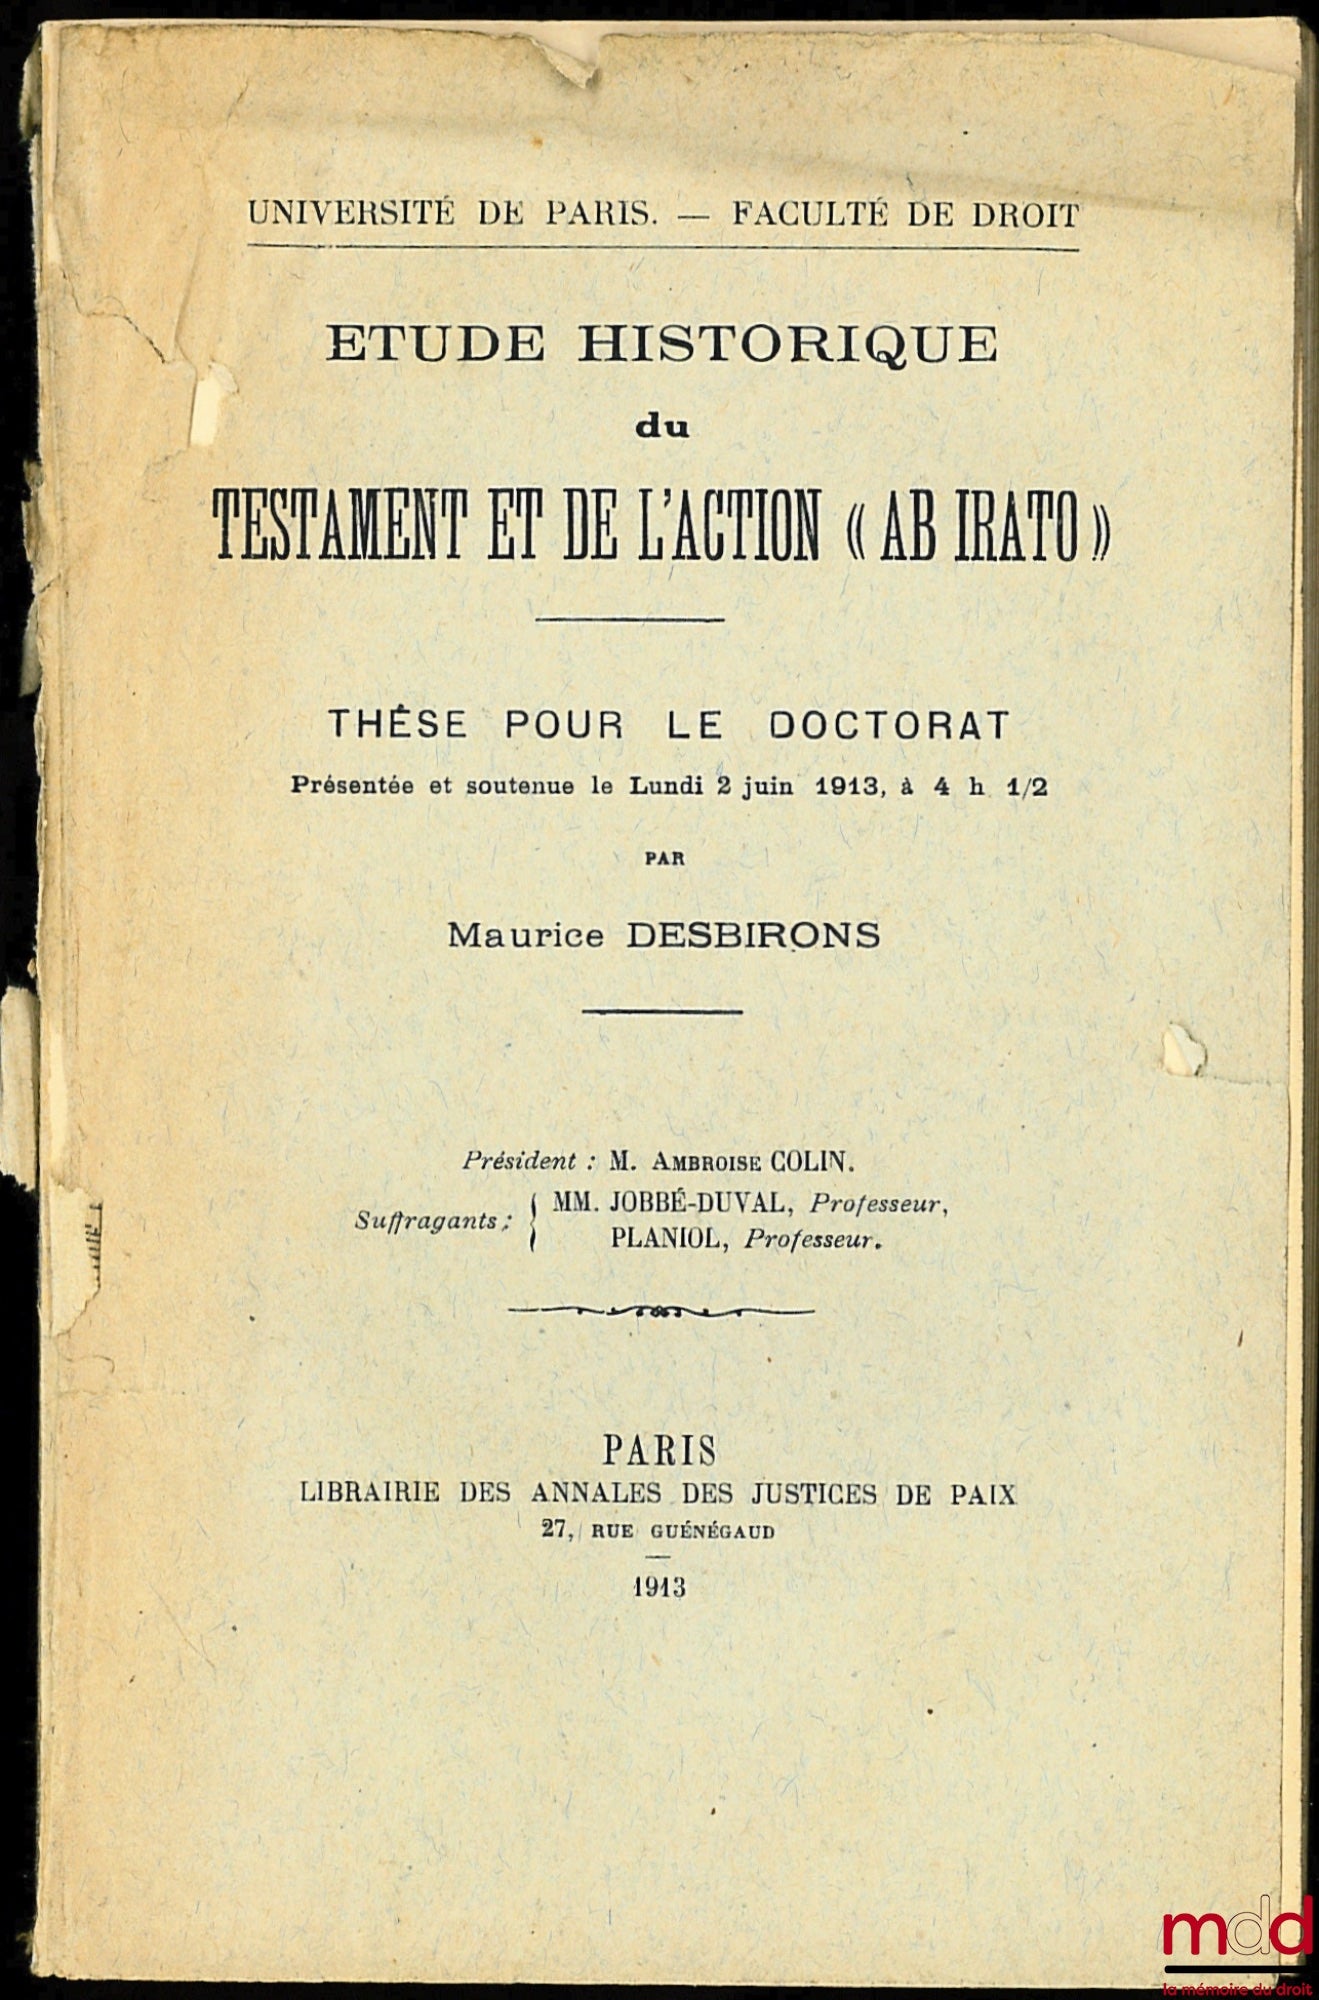 UNIVERSITÉ DE PARIS. — FACULTÉ DE DROIT
ETUDE HISTORIQUE
du
TESTAMENT ET DE L'ACTION « AB IRATO »
THÈSE POUR LE DOCTORAT
Présentée et soutenue le Lundi 2 juin 1913, à 4 h 1/2
PAR
Maurice DESBIRONS
Président : M. AMBROISE COLIN.
Suffragants : { MM. JOBBÉ-DUVAL, Professeur,
PLANIOL, Professeur.
PARIS
LIBRAIRIE DES ANNALES DES JUSTICES DE PAIX
27, RUE GUÉNÉGAUD
1913
mdd
la mémoire du droit